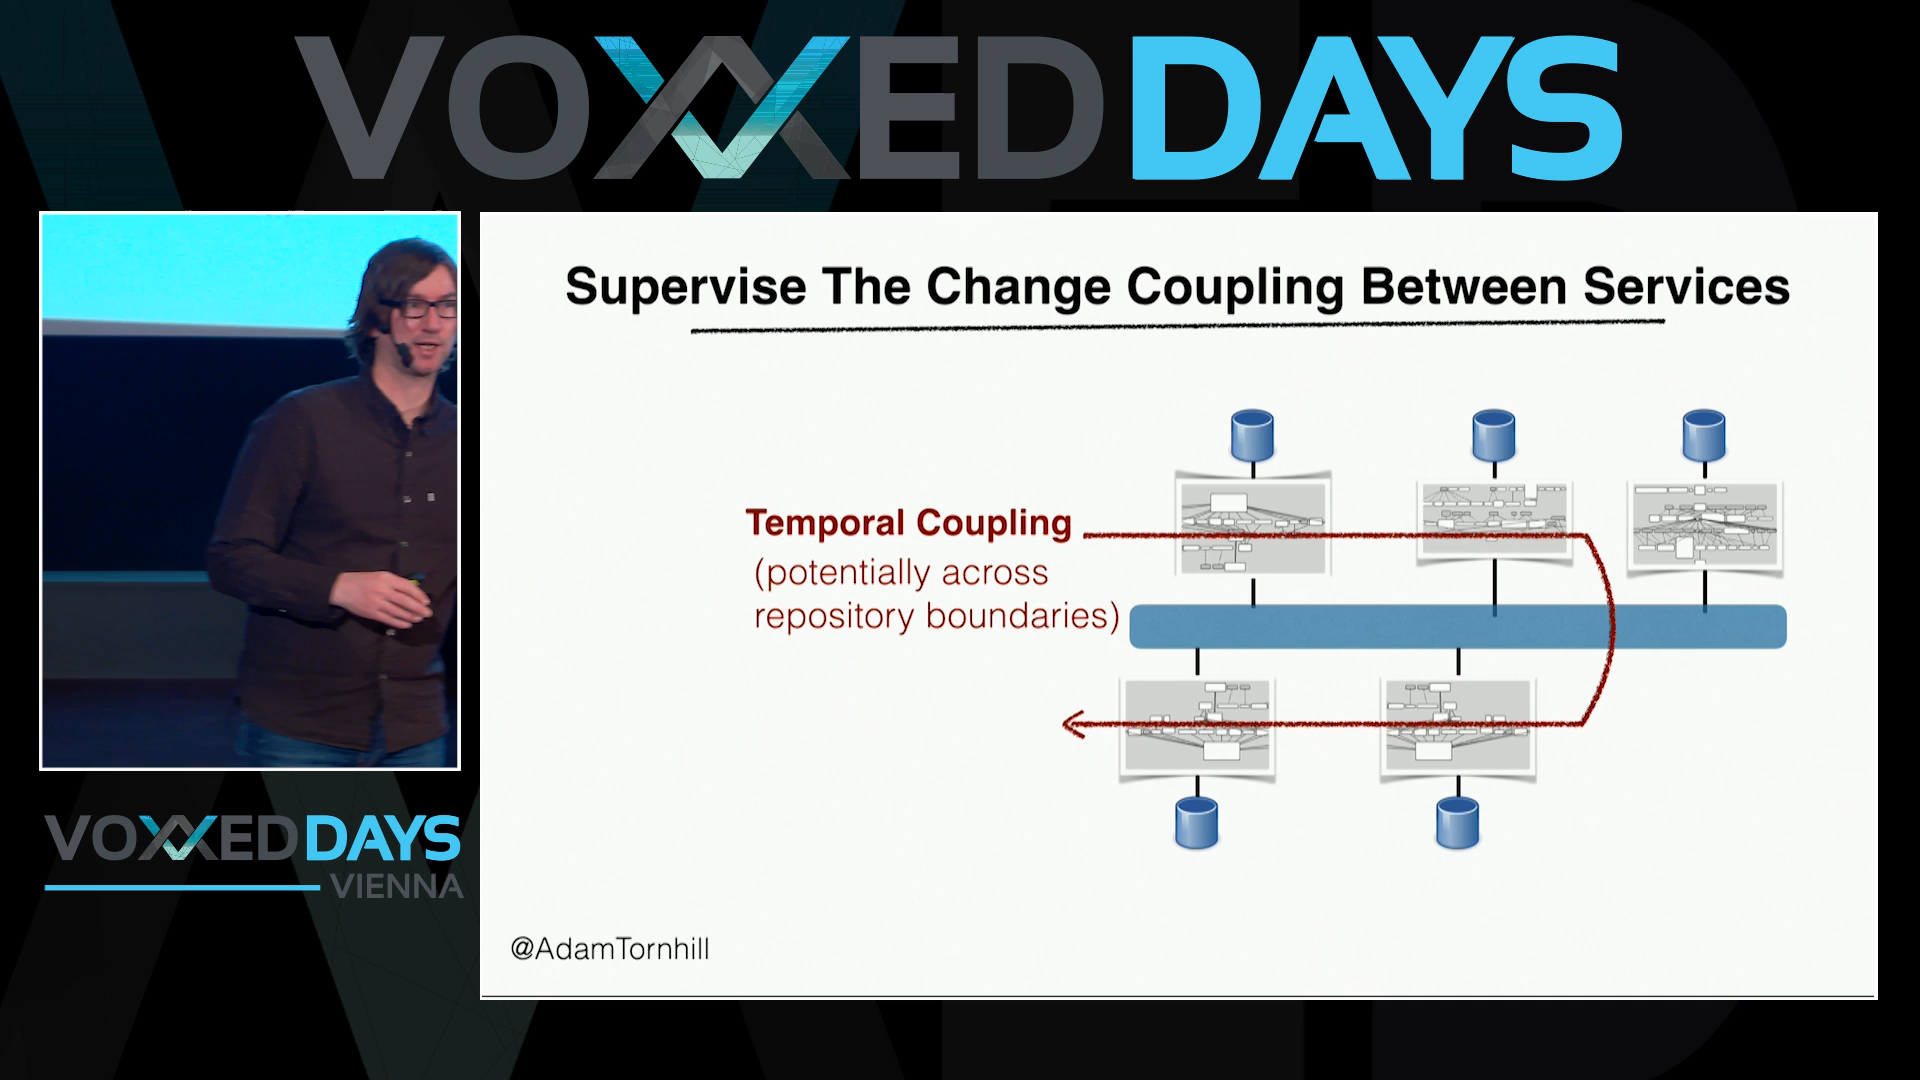 VOXXED DAYS
Supervise The Change Coupling Between Services
Temporal Coupling
(potentially across
repository boundaries)
VOXXED DAYS
VIENNA
@AdamTornhill